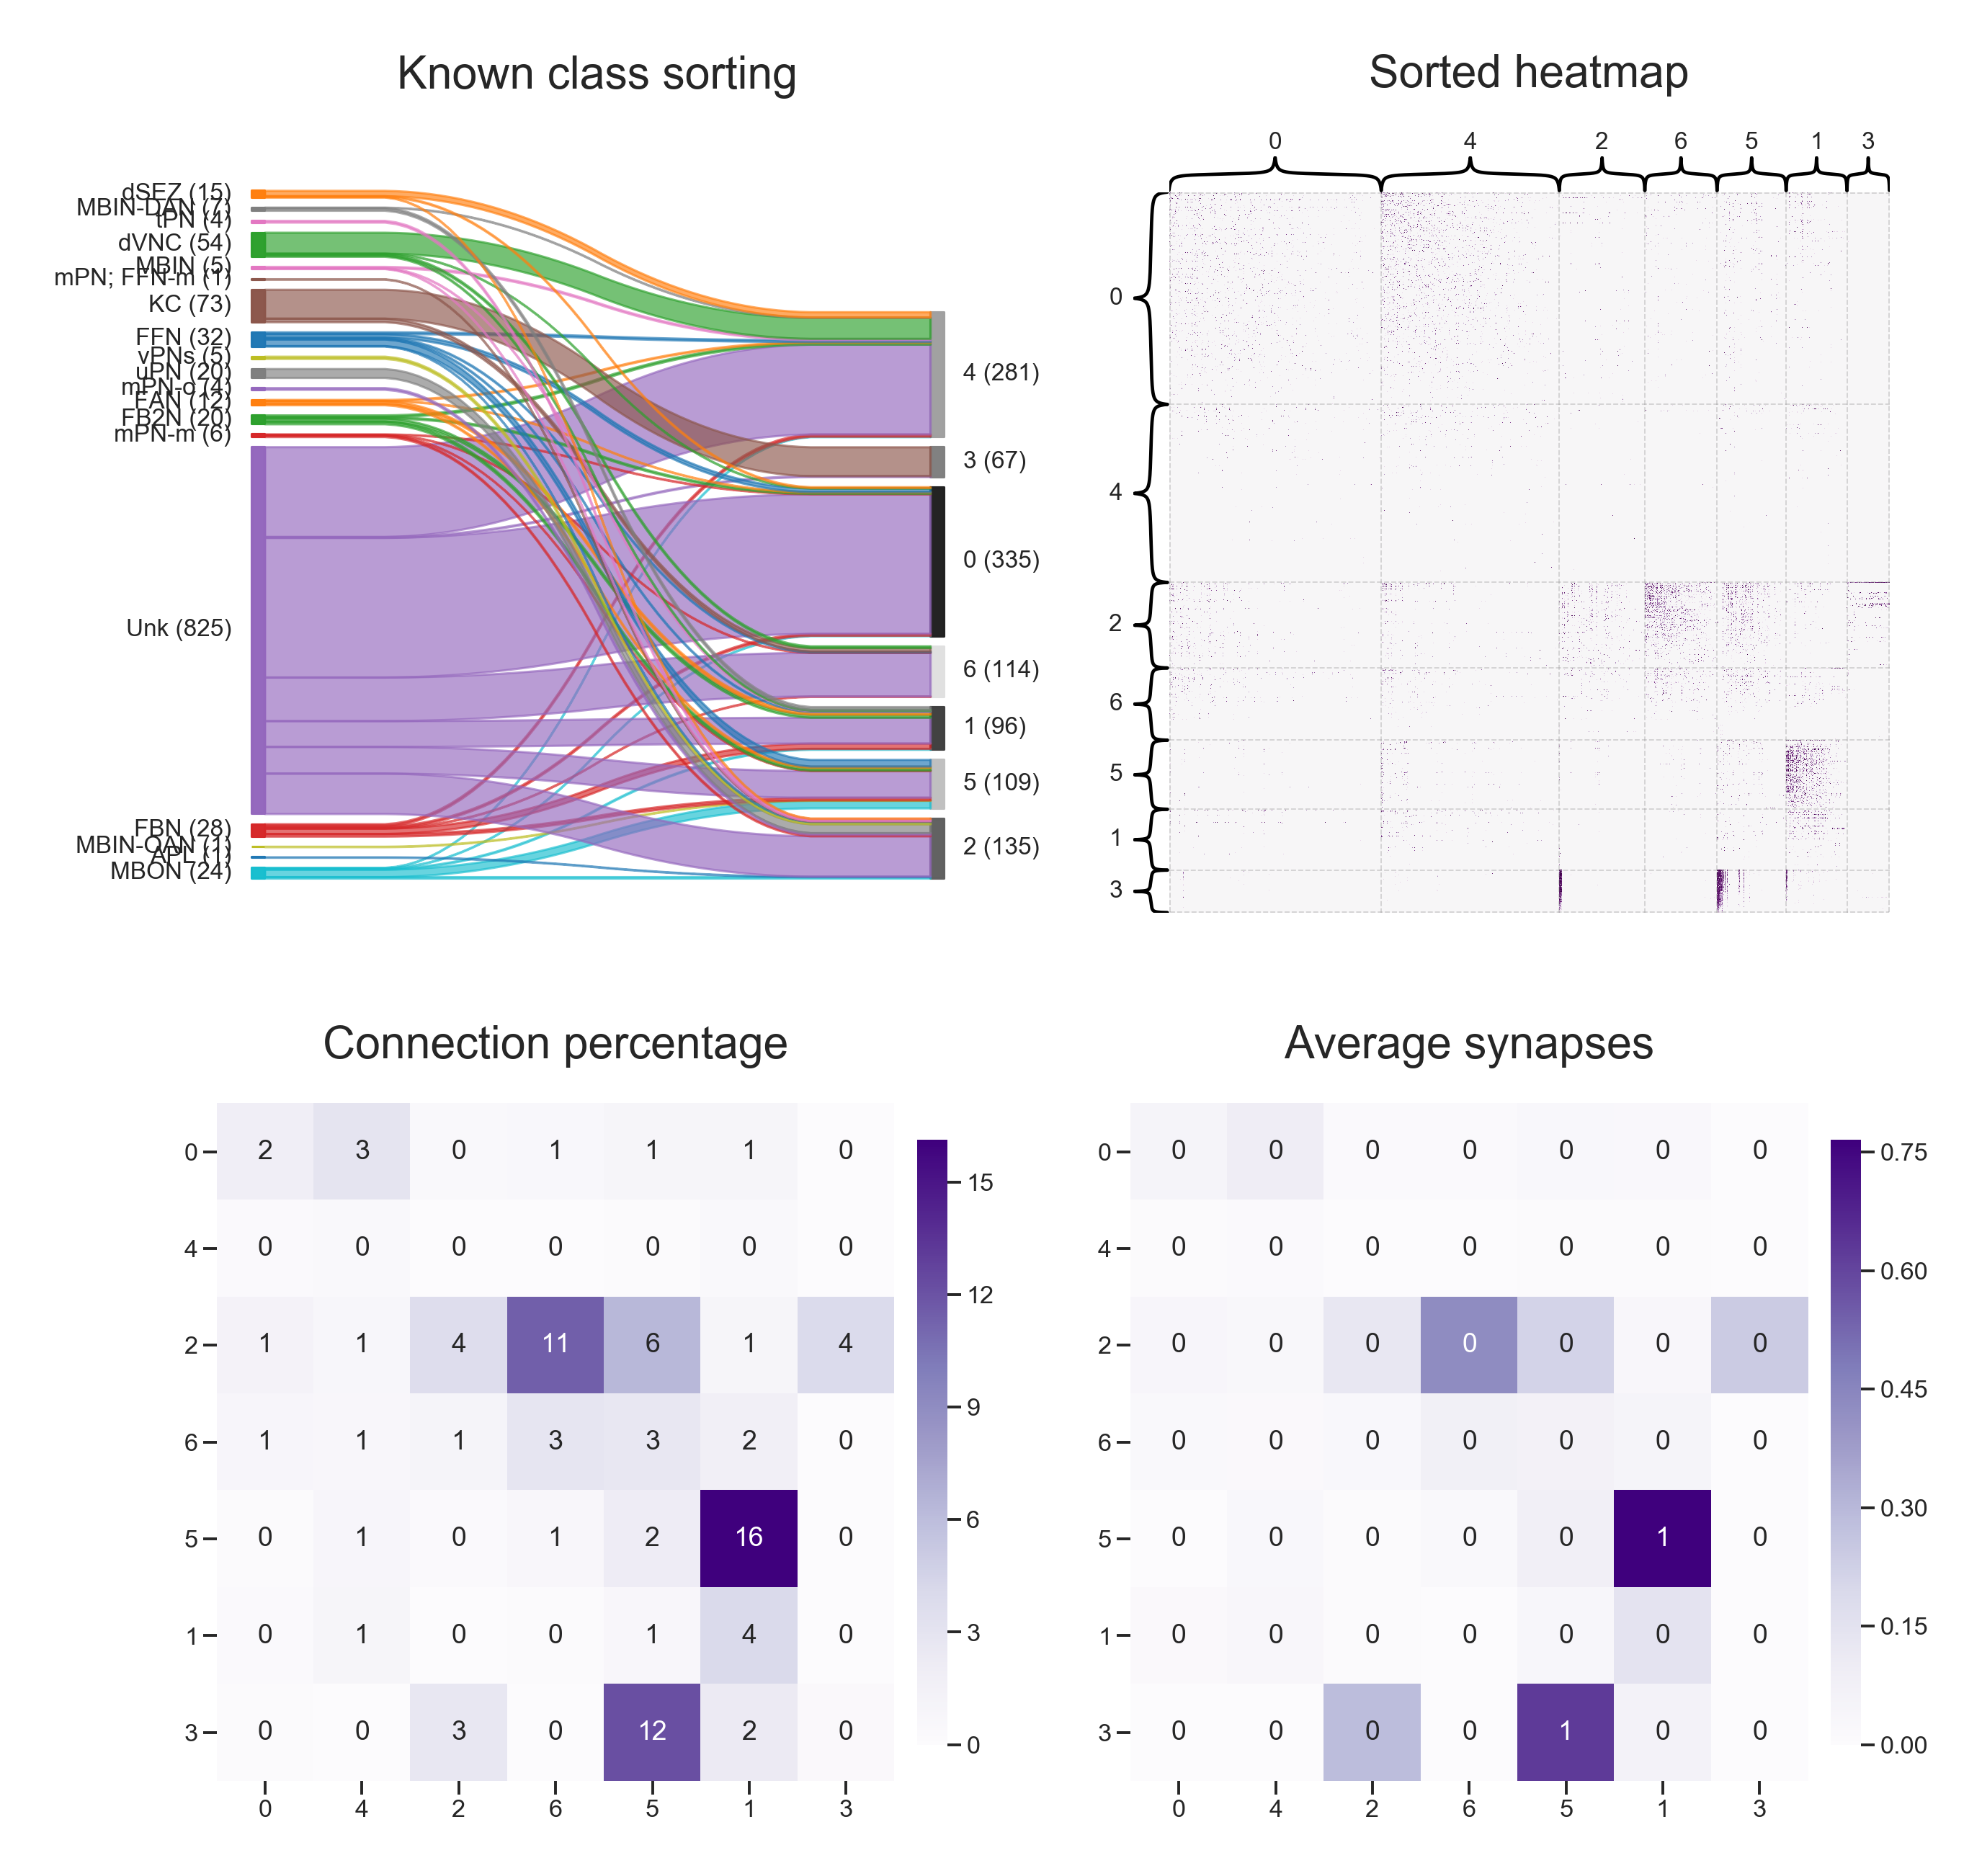 Known class sorting
dSEZ (15)
MBIN-DAN (7)
tPN (4)
dVNC (54)
MBIN (5)
mPN; FFN-m (1)
KC (73)
FFN (32)
vPNs (5)
uPN (20)
mPN-o (4)
FAN (12)
FB2N (20)
mPN-m (6)
Unk (825)
FBN (28)
MBIN-OAN (1)
APL (1)
MBON (24)
4 (281)
3 (67)
0 (335)
6 (114)
1 (96)
5 (109)
2 (135)
Sorted heatmap
0 4 2 6 5 1 3
0
4
2
6
5
1
3
Connection percentage
0 2 3 0 1 1 1 0
4 0 0 0 0 0 0 0
2 1 1 4 11 6 1 4
6 1 1 1 3 3 2 0
5 0 1 0 1 2 16 0
1 0 1 0 0 1 4 0
3 0 0 3 0 12 2 0
0 4 2 6 5 1 3
15
12
9
6
3
0
Average synapses
0 0 0 0 0 0 0 0
4 0 0 0 0 0 0 0
2 0 0 0 0 0 0 0
6 0 0 0 0 0 0 0
5 0 0 0 0 0 1 0
1 0 0 0 0 0 0 0
3 0 0 0 0 1 0 0
0 4 2 6 5 1 3
0.75
0.60
0.45
0.30
0.15
0.00